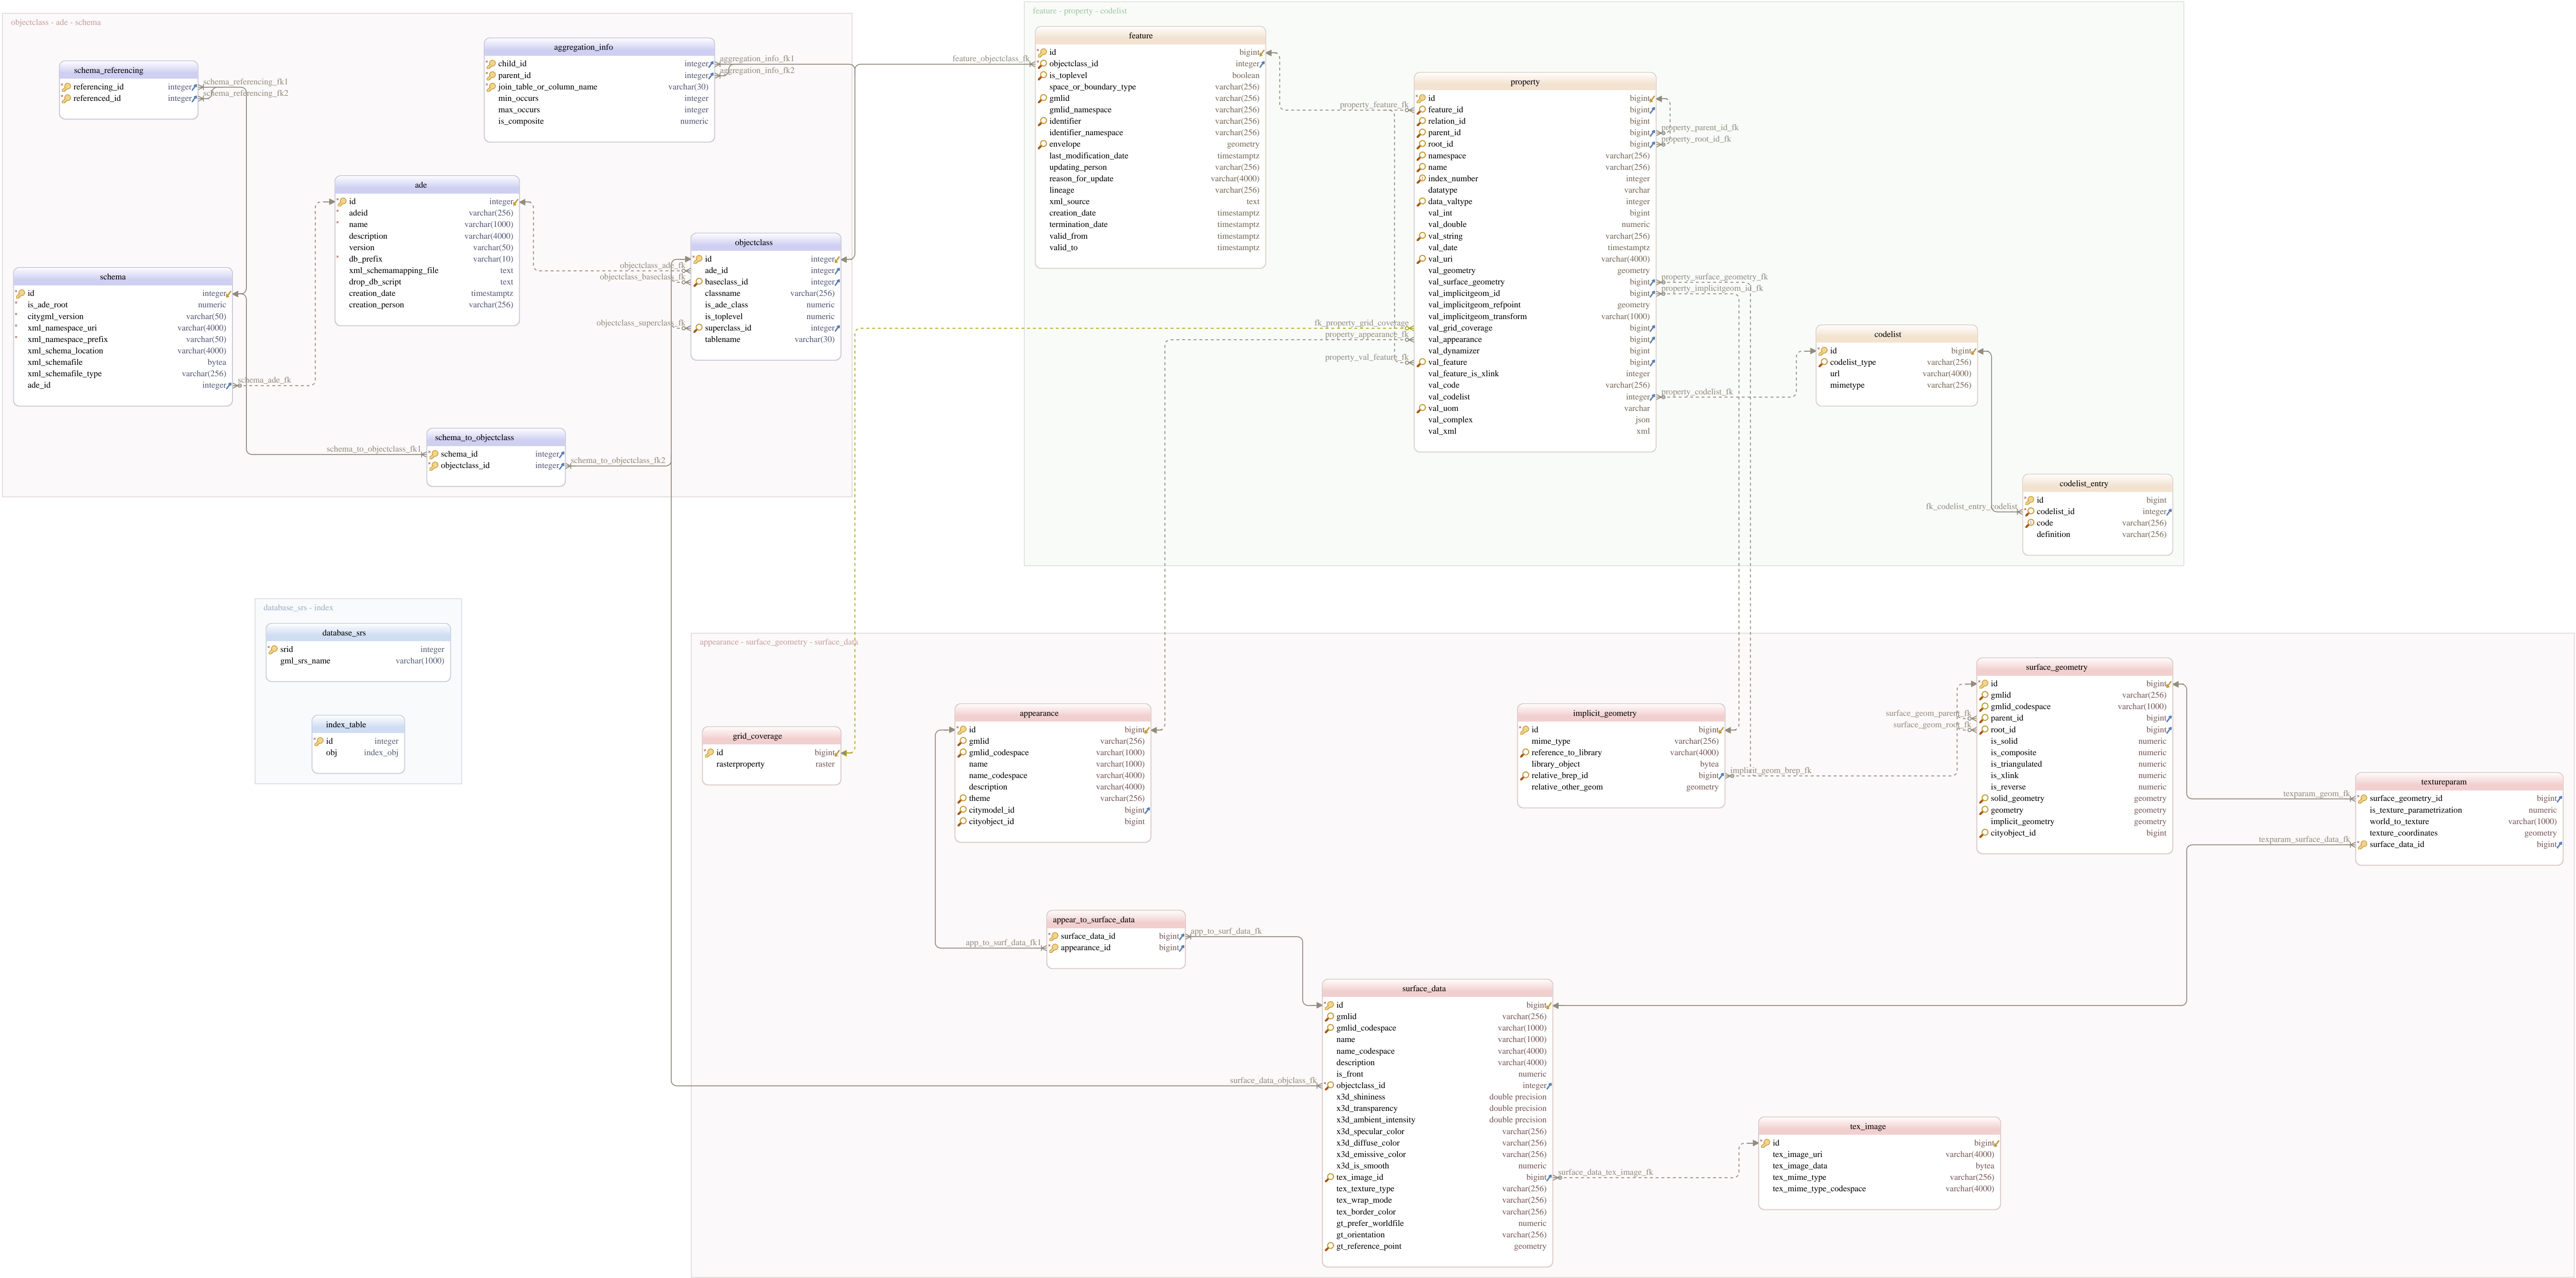 objectclass - ade - schema
schema_referencing
referencing_id integer
referenced_id integer
schema_referencing_fk1
schema_referencing_fk2
aggregation_info
child_id integer
parent_id integer
join_table_or_column_name varchar(30)
min_occurs integer
max_occurs integer
is_composite numeric
aggregation_info_fk1
aggregation_info_fk2
ade
id integer
adeid varchar(256)
name varchar(1000)
description varchar(4000)
version varchar(50)
db_prefix varchar(10)
xml_schemamapping_file text
drop_db_script text
creation_date timestamptz
creation_person varchar(256)
objectclass
id integer
ade_id integer
baseclass_id integer
classname varchar(256)
is_ade_class numeric
is_toplevel numeric
superclass_id integer
tablename varchar(30)
objectclass_ade_fk
objectclass_baseclass_fk
objectclass_superclass_fk
schema
id integer
is_ade_root numeric
citygml_version varchar(50)
xml_namespace_uri varchar(4000)
xml_namespace_prefix varchar(50)
xml_schema_location varchar(4000)
xml_schemafile bytea
xml_schemafile_type varchar(256)
ade_id integer
schema_ade_fk
schema_to_objectclass
schema_id integer
objectclass_id integer
schema_to_objectclass_fk1
schema_to_objectclass_fk2
feature - property - codelist
feature_objectclass_fk
feature
id bigint
objectclass_id integer
is_toplevel boolean
space_or_boundary_type varchar(256)
gmlid varchar(256)
gmlid_namespace varchar(256)
identifier varchar(256)
identifier_namespace varchar(256)
envelope geometry
last_modification_date timestamptz
updating_person varchar(256)
reason_for_update varchar(4000)
lineage varchar(256)
xml_source text
creation_date timestamptz
termination_date timestamptz
valid_from timestamptz
valid_to timestamptz
property
id bigint
feature_id bigint
relation_id bigint
parent_id bigint
root_id bigint
namespace varchar(256)
name varchar(256)
index_number integer
datatype varchar
data_valtype integer
val_int bigint
val_double numeric
val_string varchar(256)
val_date timestamptz
val_uri varchar(4000)
val_geometry geometry
val_surface_geometry bigint
val_implicitgeom_id bigint
val_implicitgeom_refpoint geometry
val_implicitgeom_transform varchar(1000)
val_grid_coverage bigint
val_appearance bigint
val_dynamizer bigint
val_feature bigint
val_feature_is_xlink integer
val_code varchar(256)
val_codelist integer
val_uom varchar
val_complex json
val_xml xml
property_feature_fk
property_parent_id_fk
property_root_id_fk
property_surface_geometry_fk
property_implicitgeom_id_fk
fk_property_grid_coverage
property_appearance_fk
property_val_feature_fk
property_codelist_fk
codelist
id bigint
codelist_type varchar(256)
url varchar(4000)
mimetype varchar(256)
codelist_entry
id bigint
codelist_id integer
code varchar(256)
definition varchar(256)
fk_codelist_entry_codelist
database_srs - index
database_srs
srid integer
gml_srs_name varchar(1000)
index_table
id integer
obj index_obj
appearance - surface_geometry - surface_data
grid_coverage
id bigint
rasterproperty raster
appearance
id bigint
gmlid varchar(256)
gmlid_codespace varchar(1000)
name varchar(1000)
name_codespace varchar(4000)
description varchar(4000)
theme varchar(256)
citymodel_id bigint
cityobject_id bigint
implicit_geometry
id bigint
mime_type varchar(256)
reference_to_library varchar(4000)
library_object bytea
relative_brep_id bigint
relative_other_geom geometry
implicit_geom_brep_fk
surface_geometry
id bigint
gmlid varchar(256)
gmlid_codespace varchar(1000)
parent_id bigint
root_id bigint
is_solid numeric
is_composite numeric
is_triangulated numeric
is_xlink numeric
is_reverse numeric
solid_geometry geometry
geometry geometry
implicit_geometry geometry
cityobject_id bigint
surface_geom_parent_fk
surface_geom_root_fk
textureparam
surface_geometry_id bigint
is_texture_parametrization numeric
world_to_texture varchar(1000)
texture_coordinates geometry
surface_data_id bigint
texparam_geom_fk
texparam_surface_data_fk
appear_to_surface_data
surface_data_id bigint
appearance_id bigint
app_to_surf_data_fk
app_to_surf_data_fk1
surface_data
id bigint
gmlid varchar(256)
gmlid_codespace varchar(1000)
name varchar(1000)
name_codespace varchar(4000)
description varchar(4000)
is_front numeric
objectclass_id integer
x3d_shininess double precision
x3d_transparency double precision
x3d_ambient_intensity double precision
x3d_specular_color varchar(256)
x3d_diffuse_color varchar(256)
x3d_emissive_color varchar(256)
x3d_is_smooth numeric
tex_image_id bigint
tex_texture_type varchar(256)
tex_wrap_mode varchar(256)
tex_border_color varchar(256)
gt_prefer_worldfile numeric
gt_orientation varchar(256)
gt_reference_point geometry
surface_data_objclass_fk
surface_data_tex_image_fk
tex_image
id bigint
tex_image_uri varchar(4000)
tex_image_data bytea
tex_mime_type varchar(256)
tex_mime_type_codespace varchar(4000)